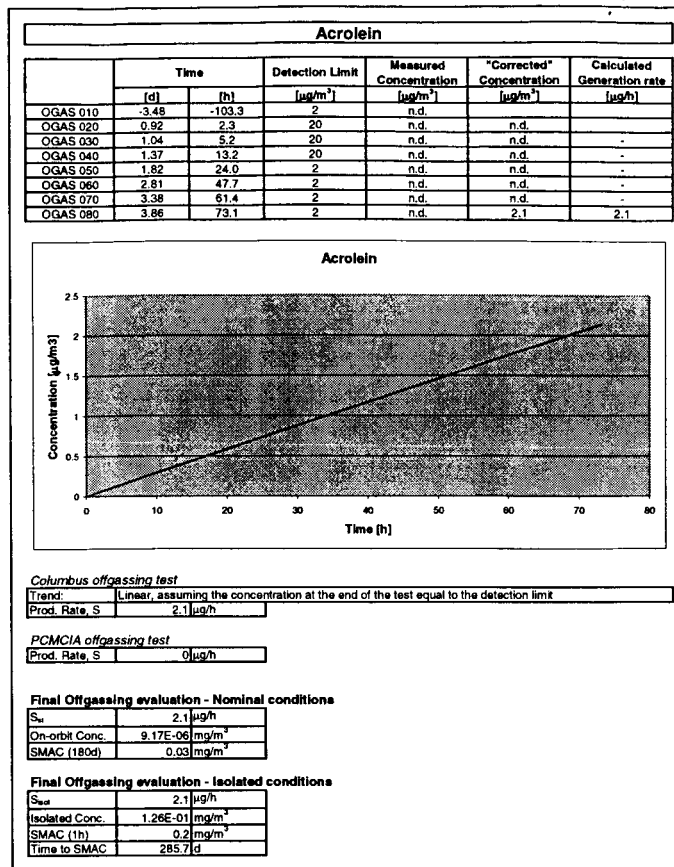 Acrolein
Time Detection Limit Measured Concentration "Corrected" Concentration Calculated Generation rate
[d] [h] [µg/m³] [µg/m³] [µg/m³] [µg/h]
OGAS 010 -3.48 -103.3 2 n.d.
OGAS 020 0.92 2.3 20 n.d. n.d.
OGAS 030 1.04 5.2 20 n.d. n.d. -
OGAS 040 1.37 13.2 20 n.d. n.d. -
OGAS 050 1.82 24.0 2 n.d. n.d. -
OGAS 060 2.81 47.7 2 n.d. n.d. -
OGAS 070 3.38 61.4 2 n.d. n.d. -
OGAS 080 3.86 73.1 2 n.d. 2.1 2.1
Acrolein
Concentration [µg/m3]
2.5
2
1.5
1
0.5
0
0 10 20 30 40 50 60 70 80
Time [h]
Columbus offgassing test
Trend: Linear, assuming the concentration at the end of the test equal to the detection limit
Prod. Rate, S 2.1 µg/h
PCMCIA offgassing test
Prod. Rate, S 0 µg/h
Final Offgassing evaluation - Nominal conditions
2.1 µg/h
On-orbit Conc. 9.17E-06 mg/m³
SMAC (180d) 0.03 mg/m³
Final Offgassing evaluation - Isolated conditions
2.1 µg/h
Isolated Conc. 1.26E-01 mg/m³
SMAC (1h) 0.2 mg/m³
Time to SMAC 285.7 d